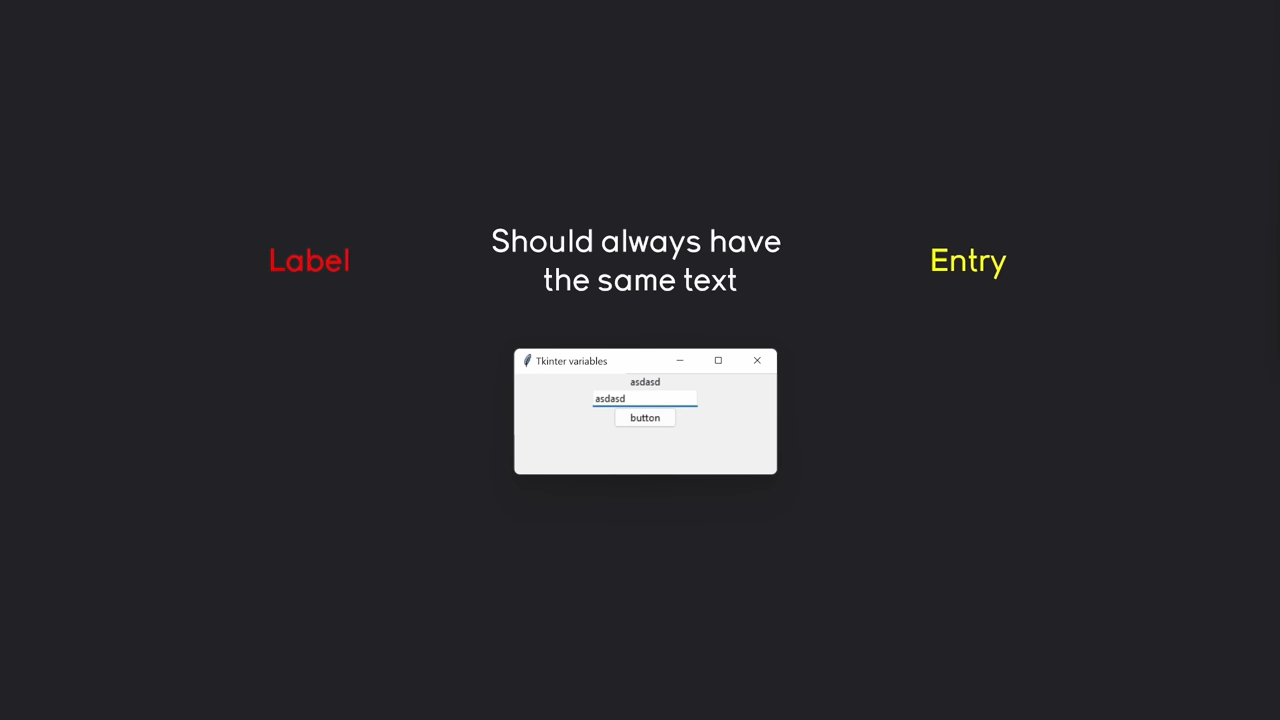 Label
Should always have
the same text
Entry
Tkinter variables
asdasd
asdasd
button